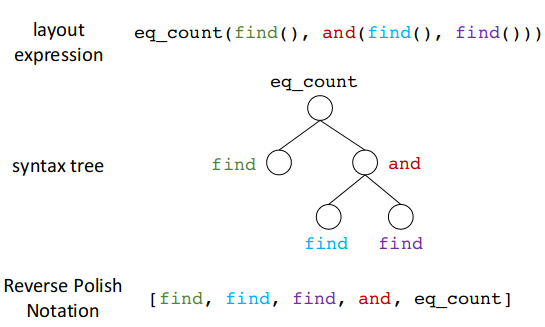 layout
expression
eq_count(find(), and(find(), find()))
eq_count
syntax tree
find
and
find find
Reverse Polish
Notation
[find, find, find, and, eq_count]